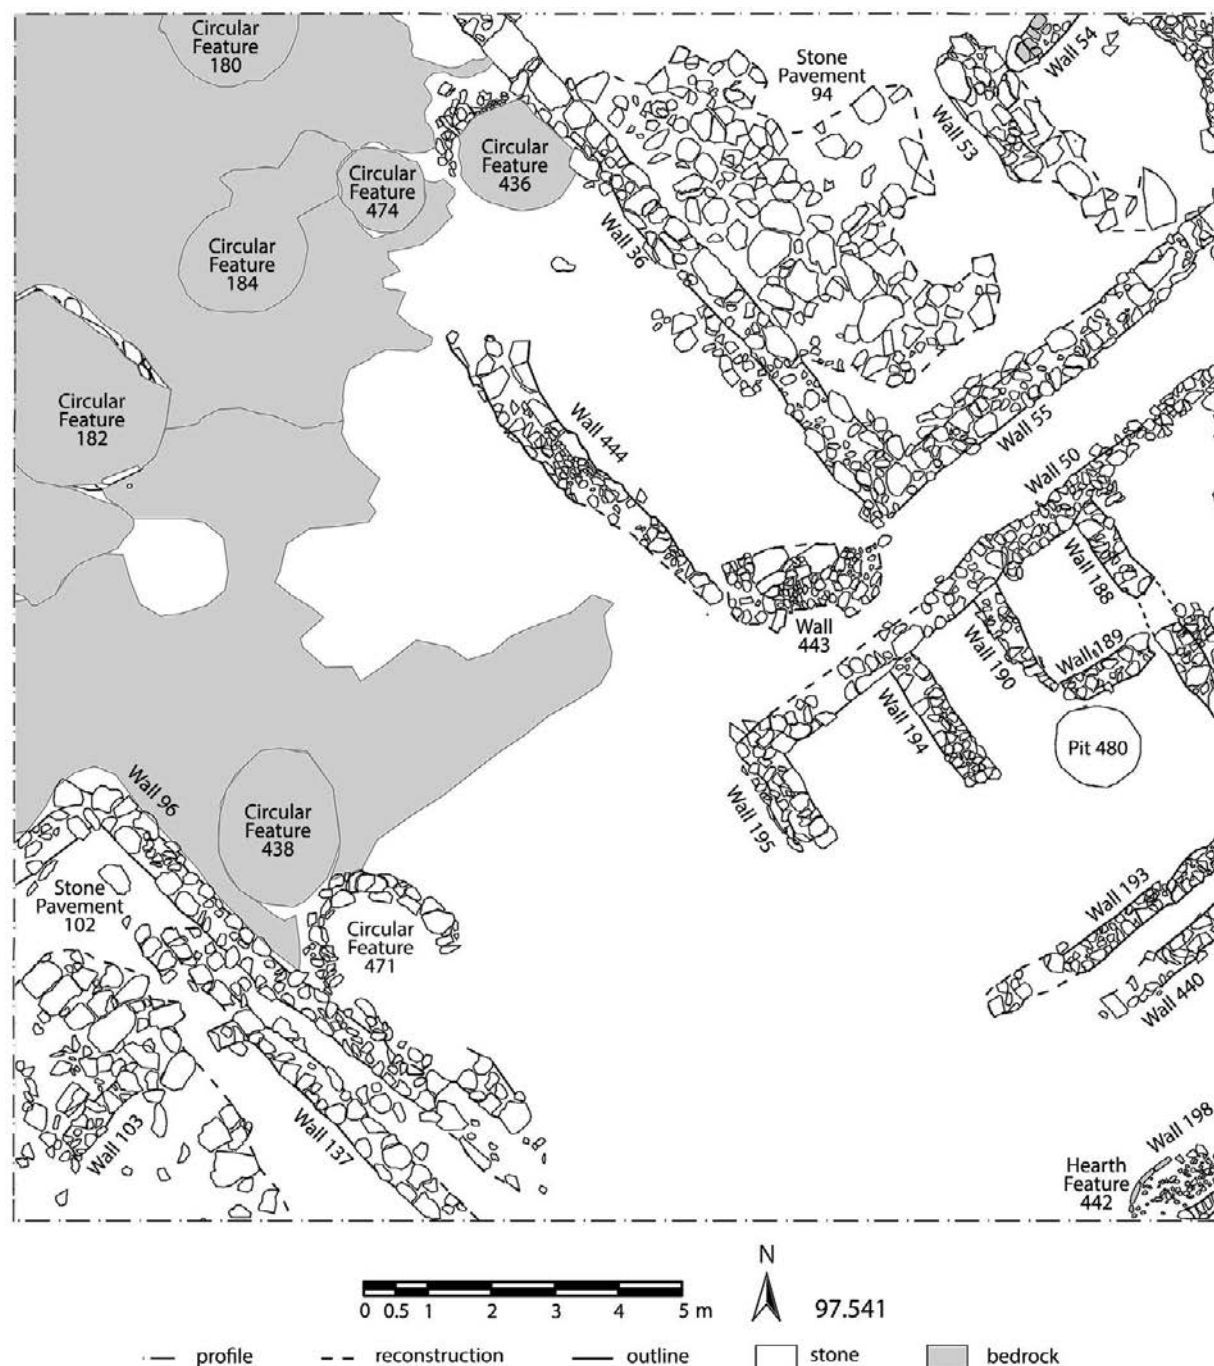 Circular
Feature
180
Stone
Pavement
94
Wall 54
Wall 53
Circular
Feature
436
Circular
Feature
474
Wall 36
Circular
Feature
184
Circular
Feature
182
Wall 444
Wall 55
Wall 50
Wall 188
Wall
443
Wall 189
Wall 190
Wall 194
Pit 480
Wall 96
Circular
Feature
438
Wall 195
Stone
Pavement
102
Circular
Feature
471
Wall 193
Wall 440
Wall 103
Wall 137
Wall 198
Hearth
Feature
442
N
0 0.5 1 2 3 4 5 m
97.541
profile reconstruction outline stone bedrock